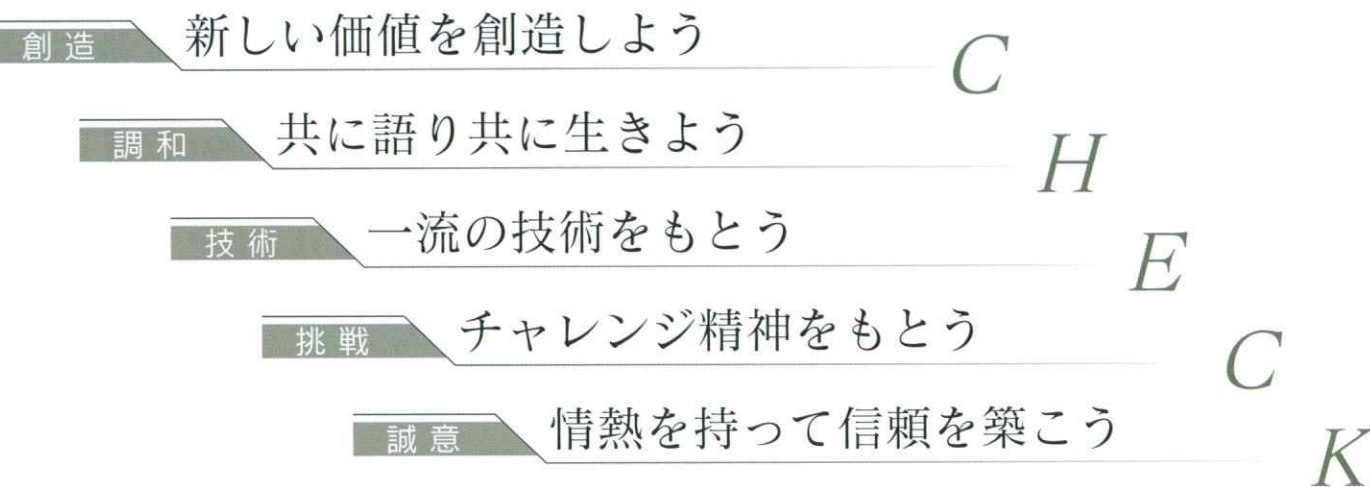 創造 新しい価値を創造しよう C
調和 共に語り共に生きよう H
技術 一流の技術をもとう E
挑戦 チャレンジ精神をもとう C
誠意 情熱を持って信頼を築こう K